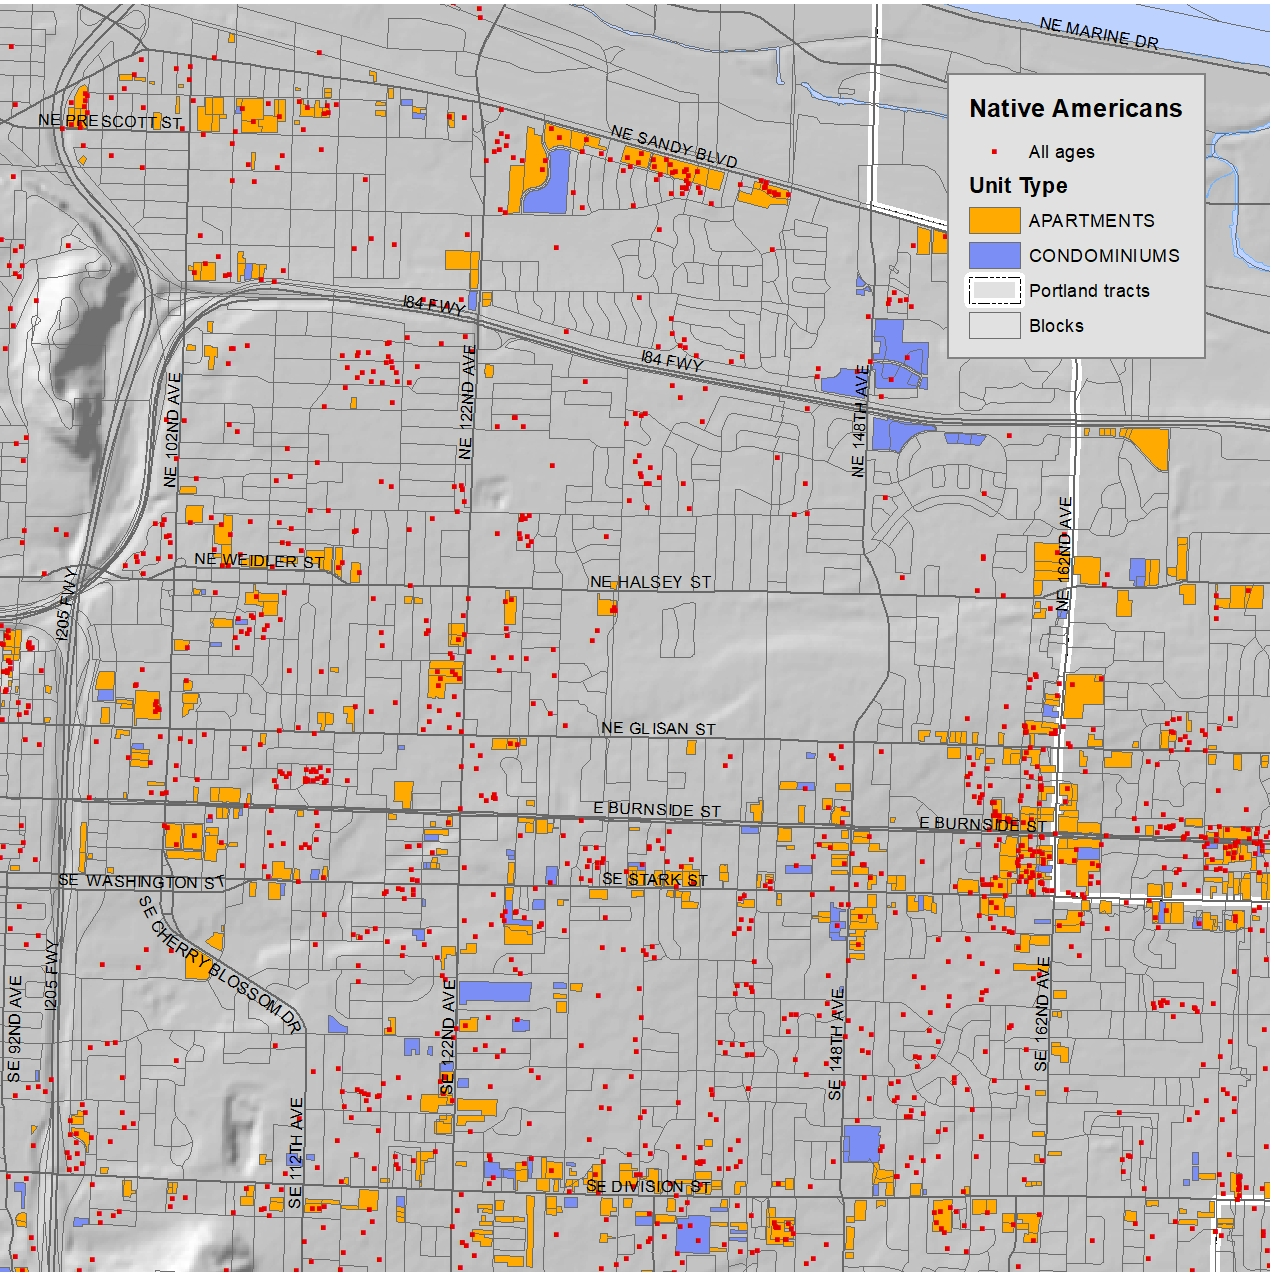 NE MARINE DR
Native Americans
All ages
Unit Type
APARTMENTS
CONDOMINIUMS
Portland tracts
Blocks
NE PRESCOTT ST
NE SANDY BLVD
I84 FWY
I84 FWY
NE 102ND AVE
NE 122ND AVE
NE 148TH AVE
NE 162ND AVE
NE WEIDLER ST
NE HALSEY ST
I205 FWY
NE GLISAN ST
E BURNSIDE ST
E BURNSIDE ST
SE WASHINGTON ST
SE STARK ST
SE CHERRY BLOSSOM DR
SE 92ND AVE
I205 FWY
SE 122ND AVE
SE 148TH AVE
SE 162ND AVE
SE 112TH AVE
SE DIVISION ST